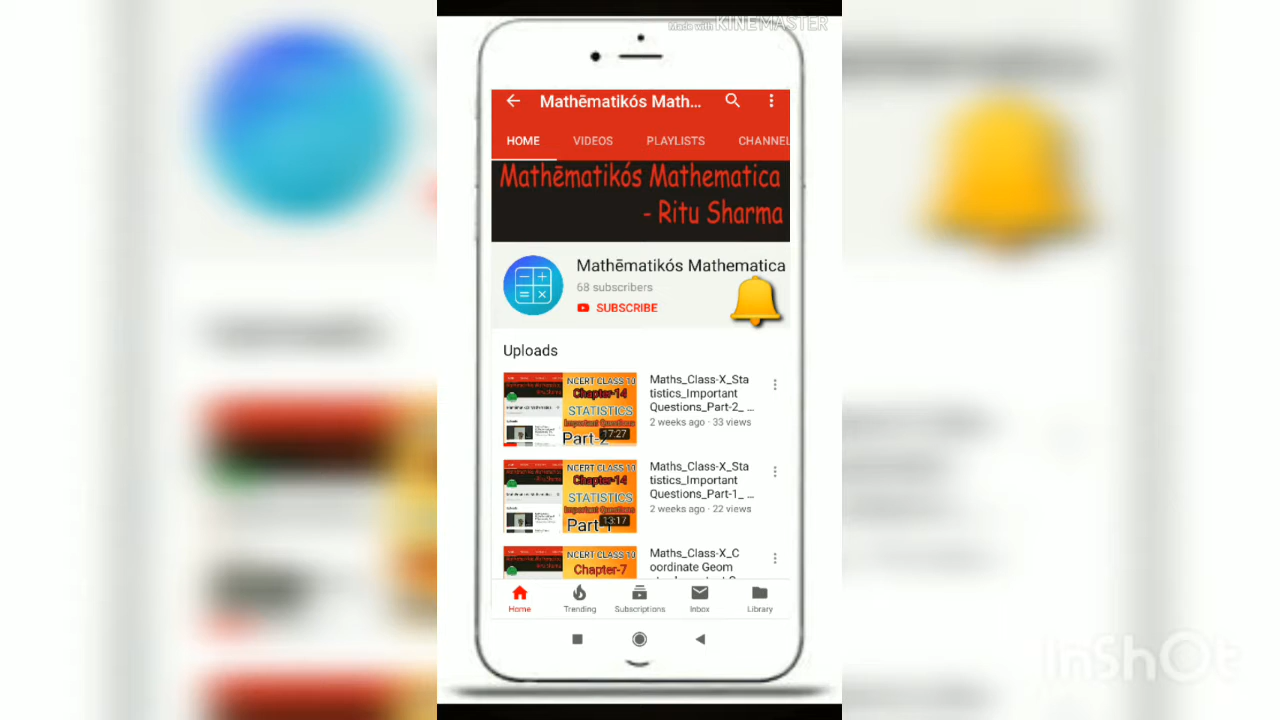 Made with KINEMASTER
Mathēmatikós Math...
HOME VIDEOS PLAYLISTS CHANNEL
Mathēmatikós Mathematica
- Ritu Sharma
Mathēmatikós Mathematica
68 subscribers
SUBSCRIBE
Uploads
NCERT CLASS 10
Chapter-14
STATISTICS
Important Questions
Part-2
17:27
Maths_Class-X_Sta
tistics_Important
Questions_Part-2_ ...
2 weeks ago · 33 views
NCERT CLASS 10
Chapter-14
STATISTICS
Important Questions
Part-1
13:17
Maths_Class-X_Sta
tistics_Important
Questions_Part-1_ ...
2 weeks ago · 22 views
NCERT CLASS 10
Chapter-7
Maths_Class-X_C
oordinate Geom
Home Trending Subscriptions Inbox Library
InShOt